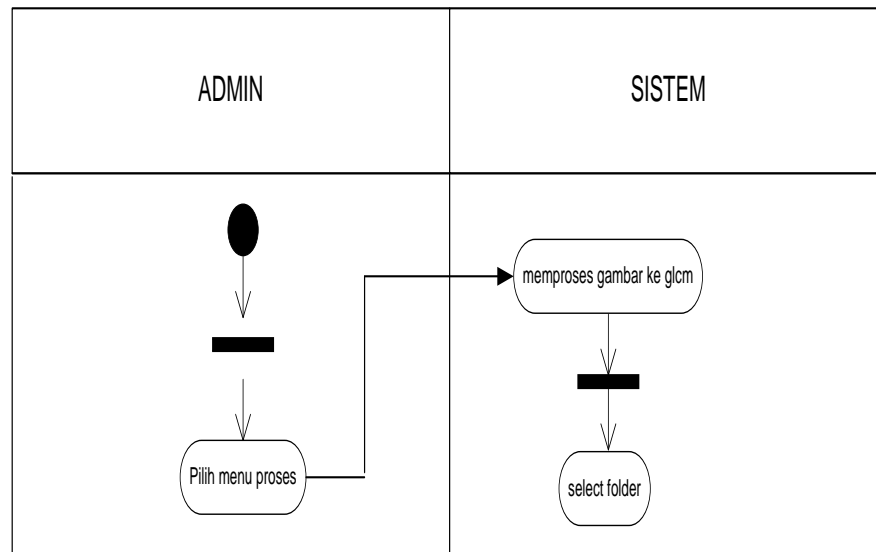 ADMIN
SISTEM
memproses gambar ke glcm
Pilih menu proses
select folder